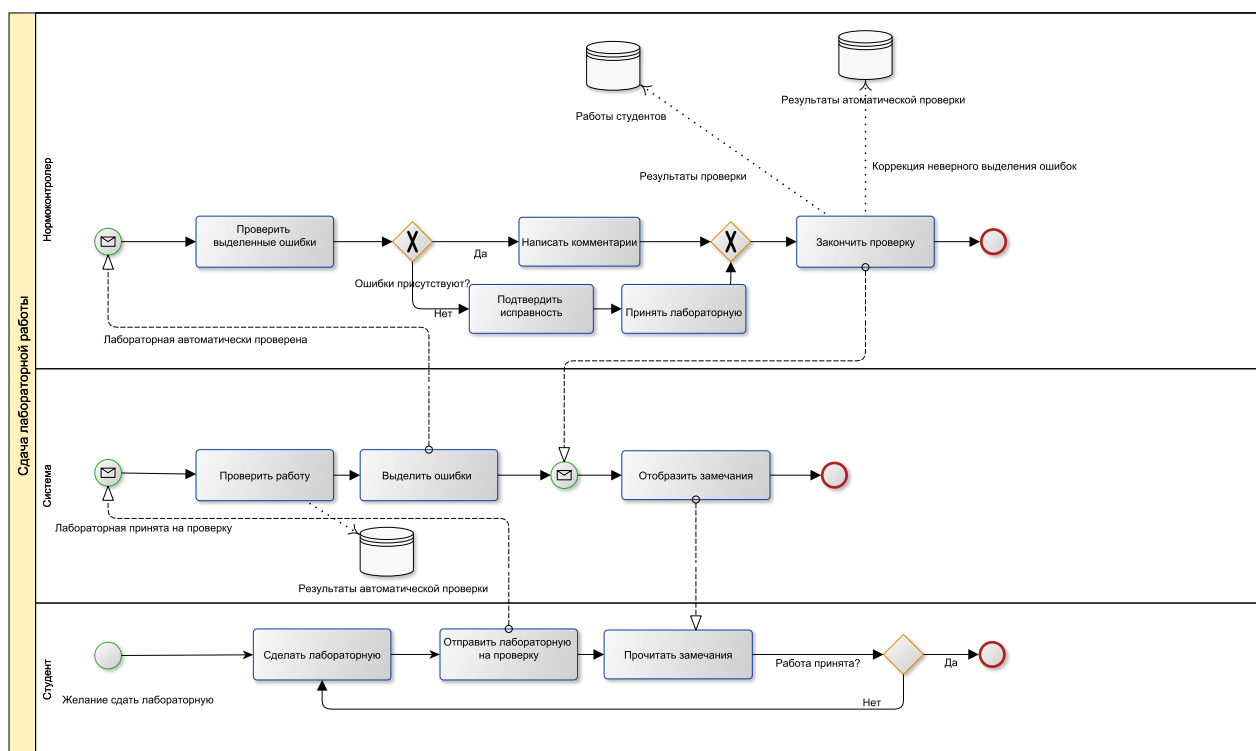 Сдача лабораторной работы
Нормоконтролер
Работы студентов
Результаты атоматической проверки
Результаты проверки
Коррекция неверного выделения ошибок
Проверить
выделенные ошибки
Ошибки присутствуют?
Да
Нет
Написать комментарии
Подтвердить
исправность
Принять лабораторную
Закончить проверку
Лабораторная автоматически проверена
Система
Проверить работу
Выделить ошибки
Отобразить замечания
Лабораторная принята на проверку
Результаты автоматической проверки
Студент
Желание сдать лабораторную
Сделать лабораторную
Отправить лабораторную
на проверку
Прочитать замечания
Работа принята?
Да
Нет